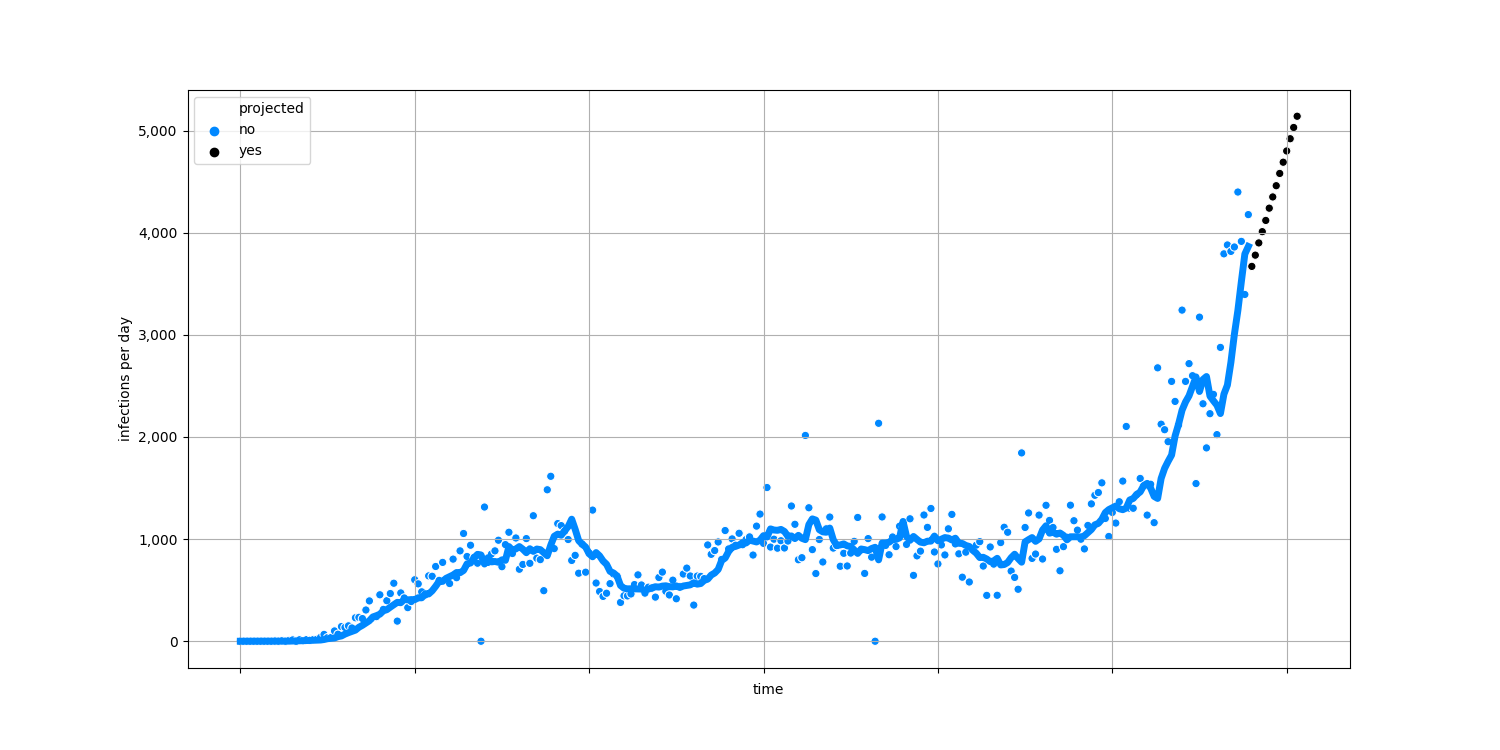 projected
no
yes
5,000
4,000
3,000
2,000
1,000
0
infections per day
time